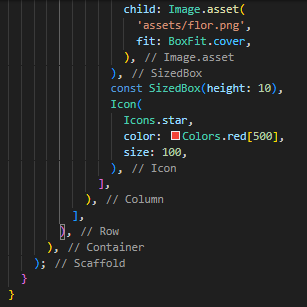 child: Image.asset(
'assets/flor.png',
fit: BoxFit.cover,
), // Image.asset
), // SizedBox
const SizedBox(height: 10),
Icon(
Icons.star,
color: Colors.red[500],
size: 100,
), // Icon
],
), // Column
],
), // Row
), // Container
); // Scaffold
}
}